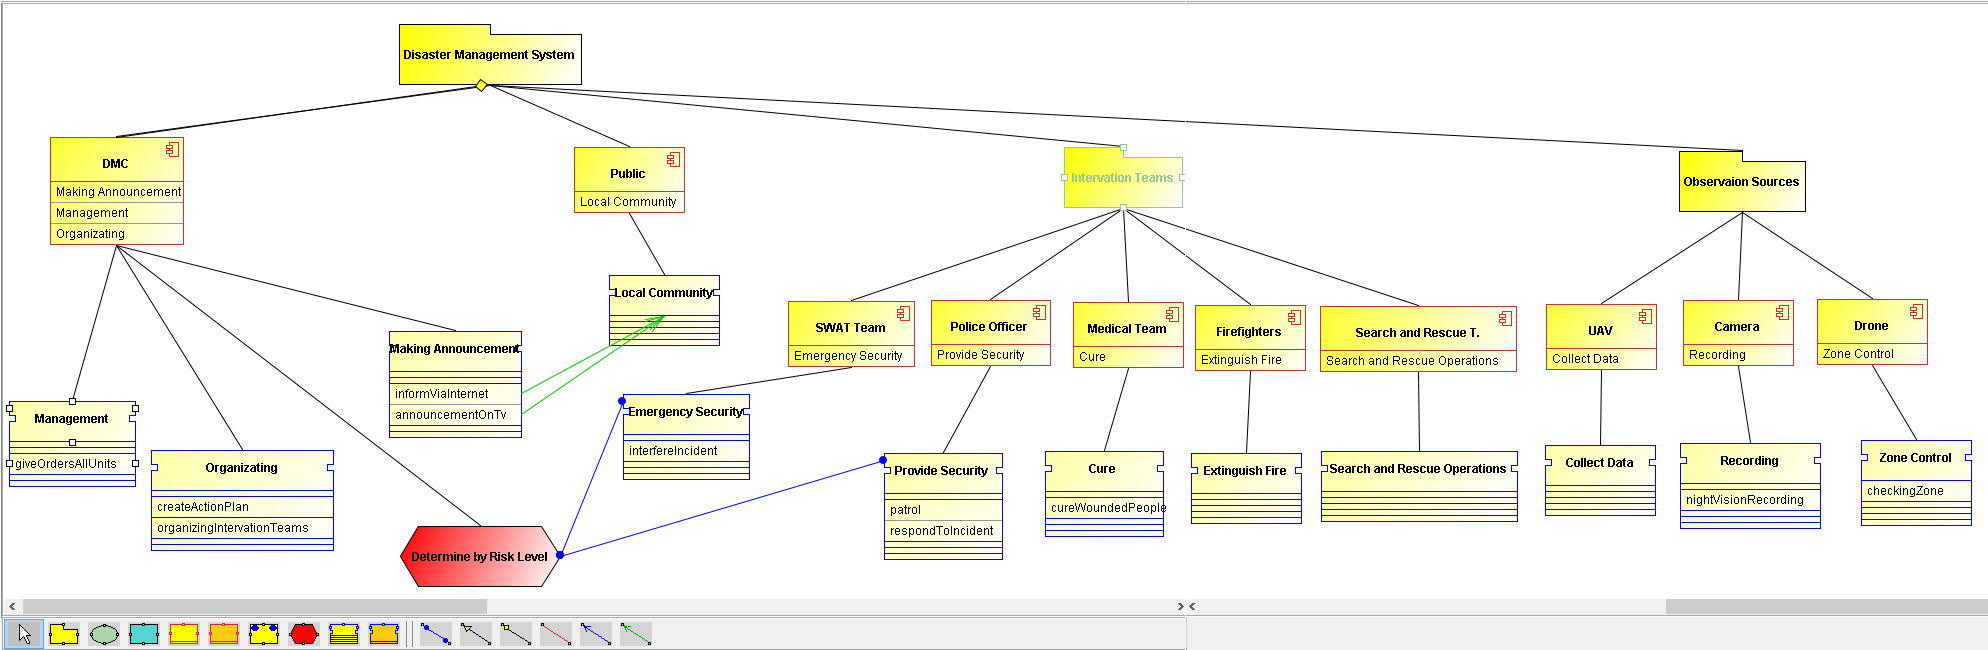 Disaster Management System
DMC
Making Announcement
Management
Organizating
Public
Local Community
Intervation Teams
Observaion Sources
Local Community
SWAT Team
Emergency Security
Police Officer
Provide Security
Medical Team
Cure
Firefighters
Extinguish Fire
Search and Rescue T.
Search and Rescue Operations
UAV
Collect Data
Camera
Recording
Drone
Zone Control
Making Announcement
informViaInternet
announcementOnTv
Management
giveOrdersAllUnits
Organizating
createActionPlan
organizingIntervationTeams
Determine by Risk Level
Emergency Security
interfereIncident
Provide Security
patrol
respondToIncident
Cure
cureWoundedPeople
Extinguish Fire
Search and Rescue Operations
Collect Data
Recording
nightVisionRecording
Zone Control
checkingZone